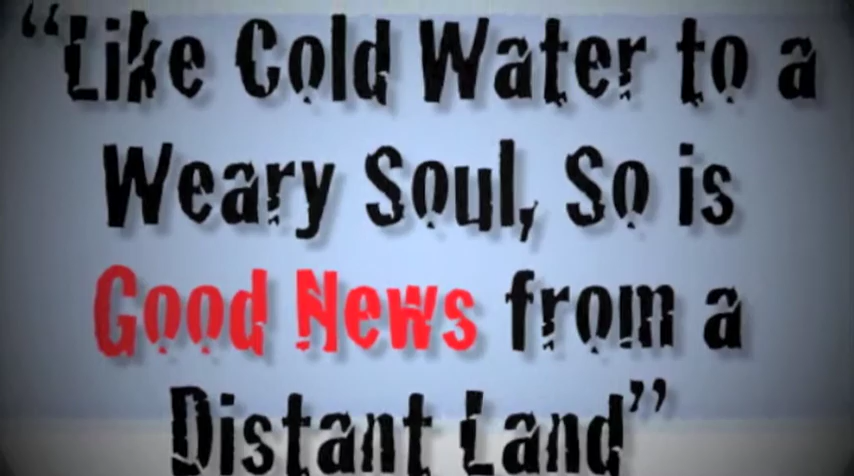 “Like Cold Water to a
Weary Soul, So is
Good News from a
Distant Land”